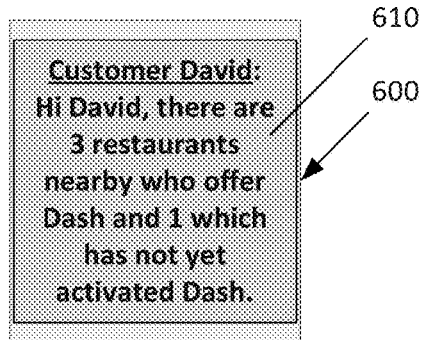 610
600
Customer David:
Hi David, there are
3 restaurants
nearby who offer
Dash and 1 which
has not yet
activated Dash.